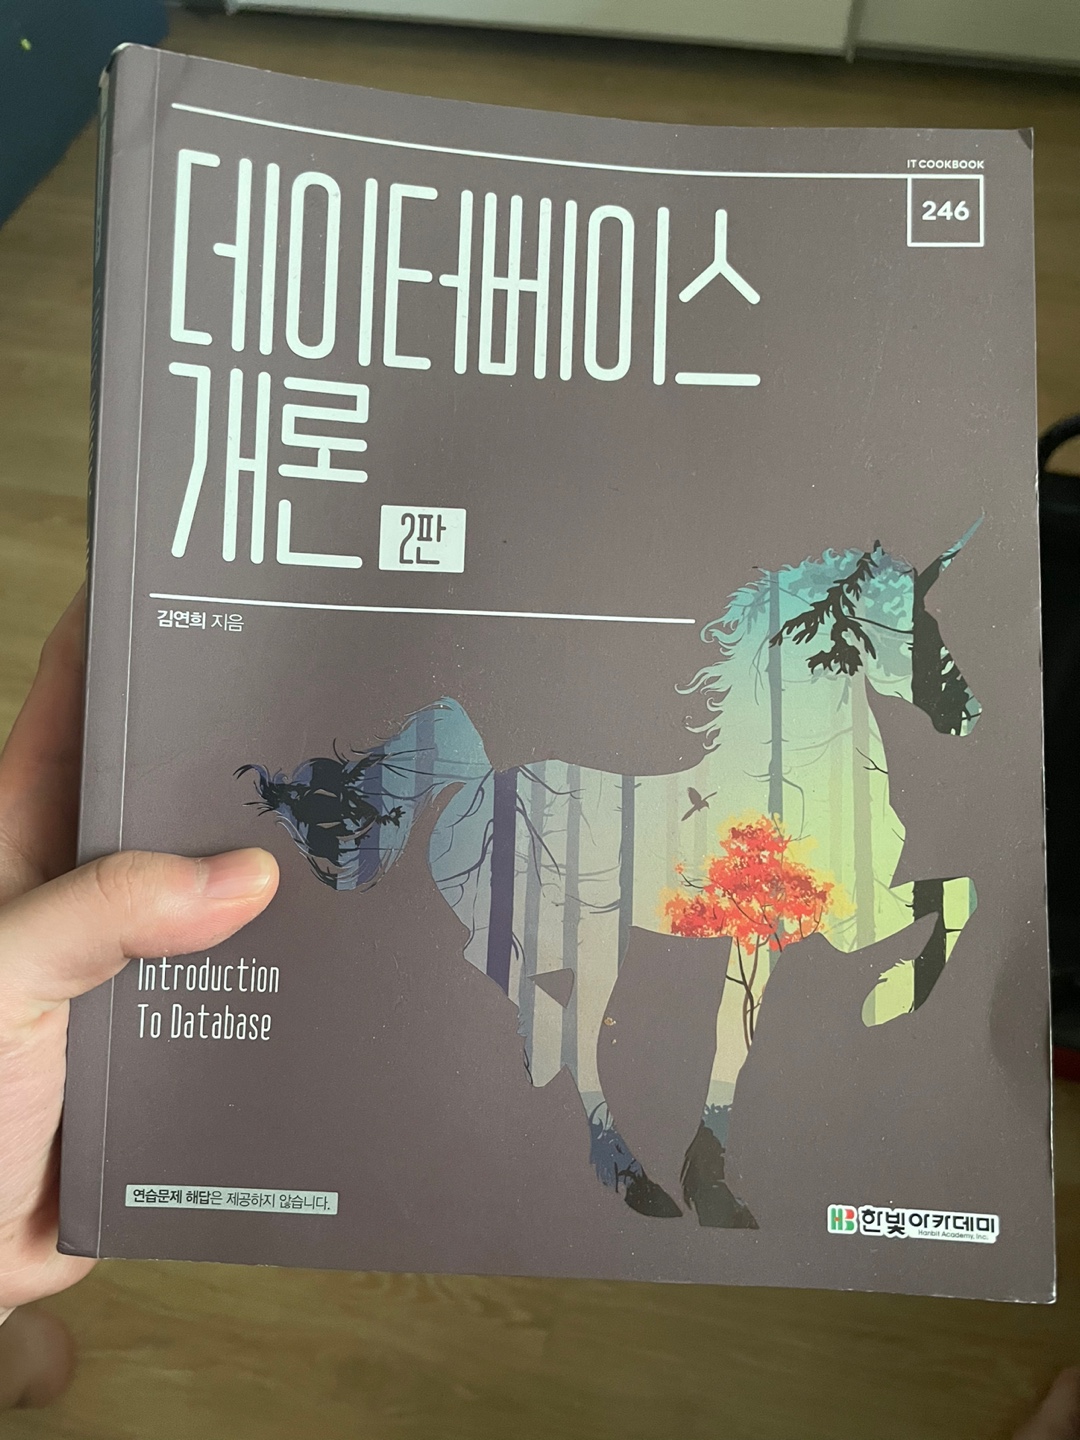 IT COOKBOOK
246
데이터베이스
개론
2판
김연희 지음
Introduction
To Database
연습문제 해답은 제공하지 않습니다.
HB 한빛아카데미
Hanbit Academy, Inc.